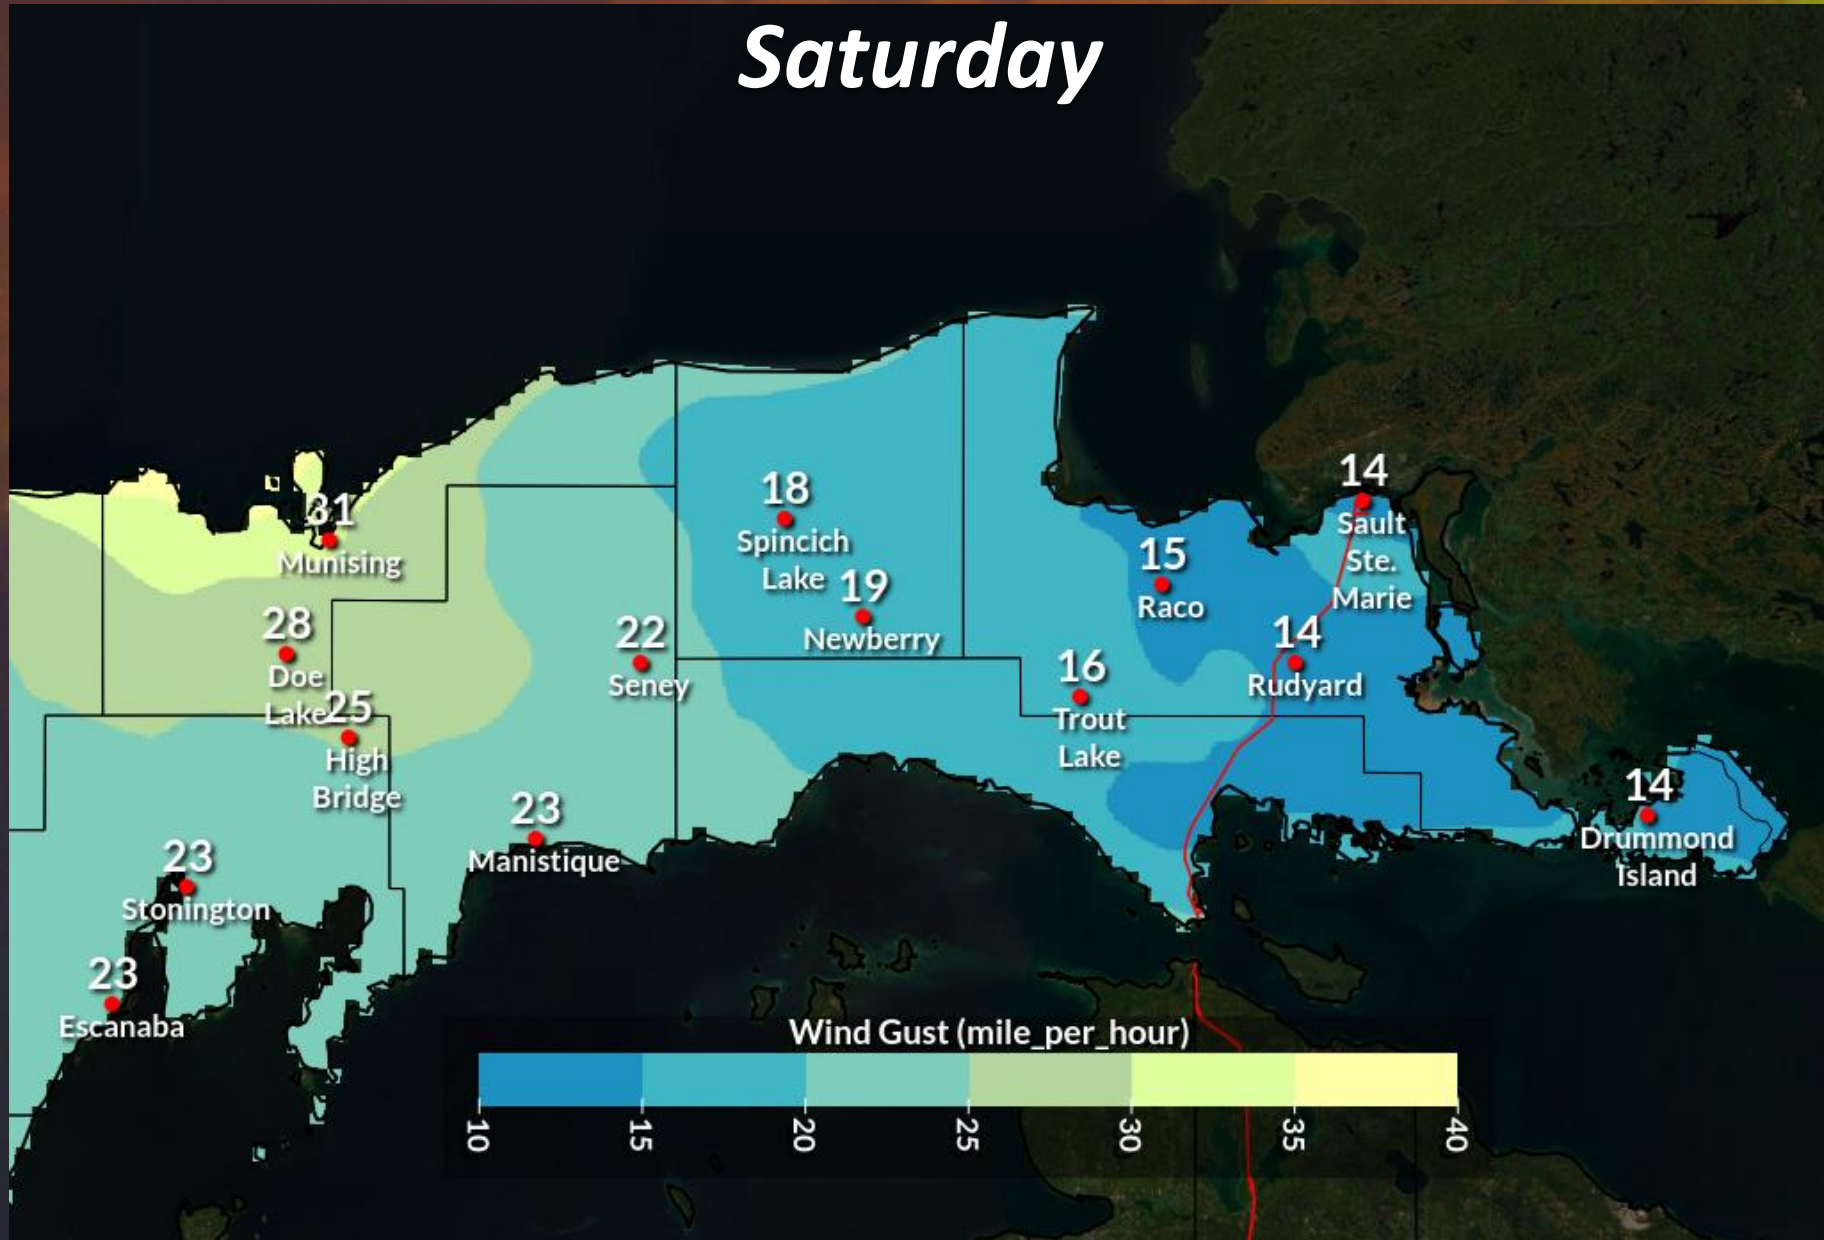 Saturday
14
Sault
Ste.
Marie
18
Spincich
Lake
31
Munising
15
Raco
19
Newberry
28
Doe
Lake
22
Seney
14
Rudyard
16
Trout
Lake
25
High
Bridge
14
Drummond
Island
23
Manistique
23
Stonington
23
Escanaba
Wind Gust (mile_per_hour)
10
15
20
25
30
35
40